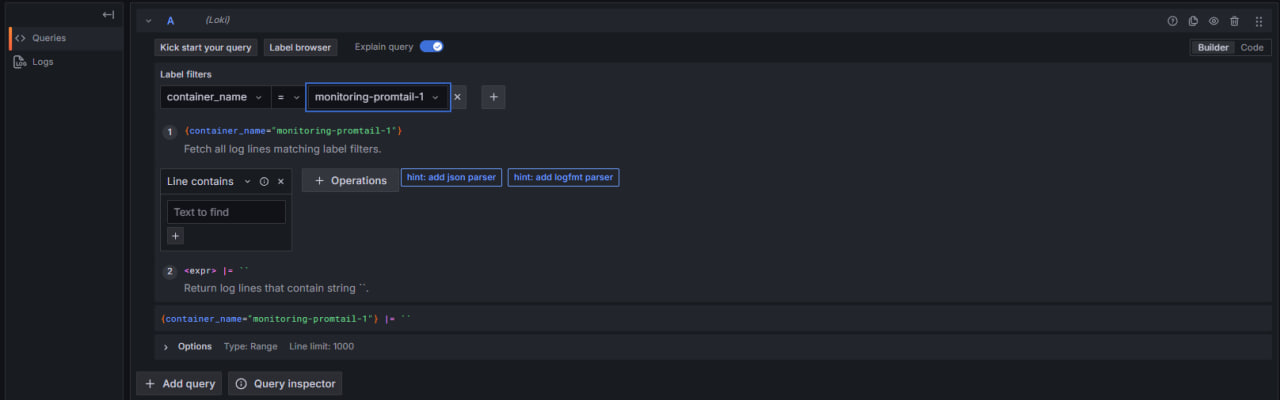 A (Loki)
Queries
Logs
Kick start your query Label browser Explain query Builder Code
Label filters
container_name = monitoring-promtail-1
1 {container_name="monitoring-promtail-1"}
Fetch all log lines matching label filters.
Line contains + Operations hint: add json parser hint: add logfmt parser
Text to find
+
2 <expr> |= ``
Return log lines that contain string ``.
{container_name="monitoring-promtail-1"} |= ``
Options Type: Range Line limit: 1000
+ Add query Query inspector